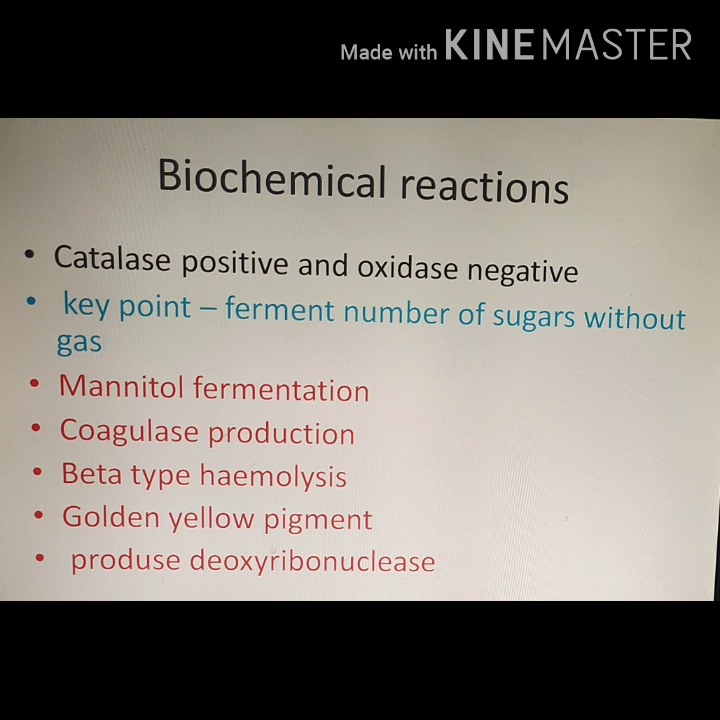 Made with KINEMASTER
Biochemical reactions
• Catalase positive and oxidase negative
• key point – ferment number of sugars without
gas
• Mannitol fermentation
• Coagulase production
• Beta type haemolysis
• Golden yellow pigment
• produse deoxyribonuclease